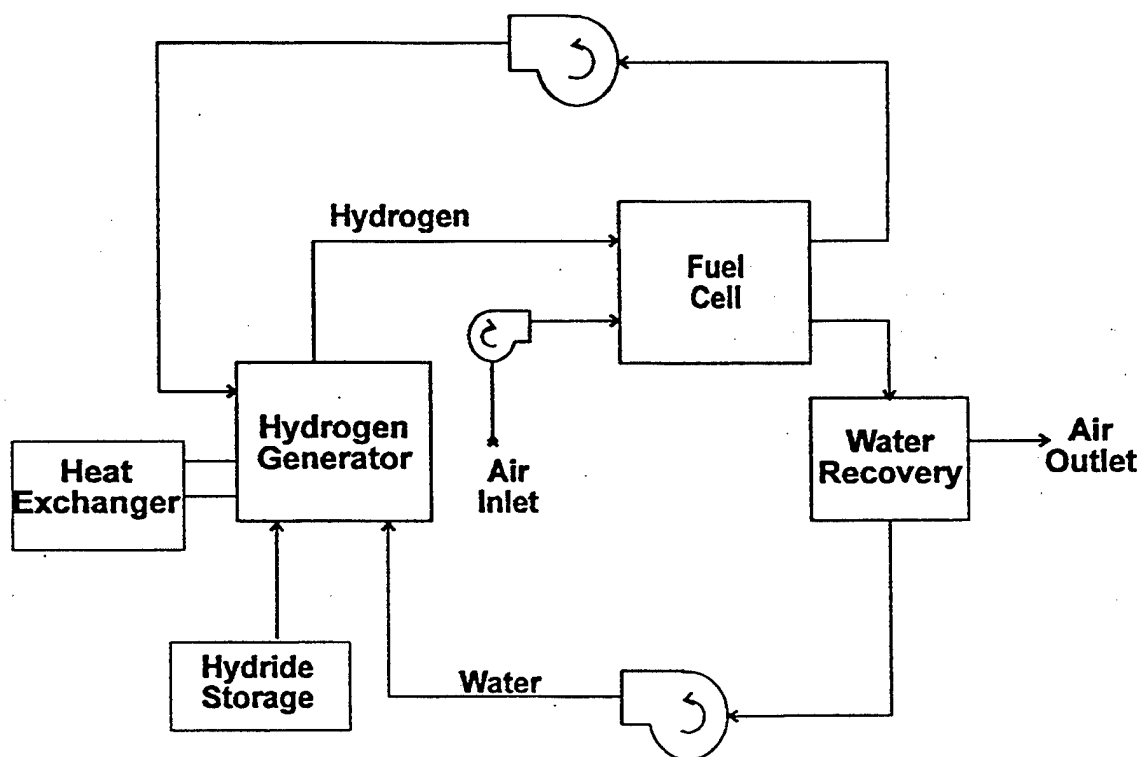 Hydrogen
Fuel
Cell
Hydrogen
Generator
Heat
Exchanger
Air
Inlet
Water
Recovery
Air
Outlet
Hydride
Storage
Water